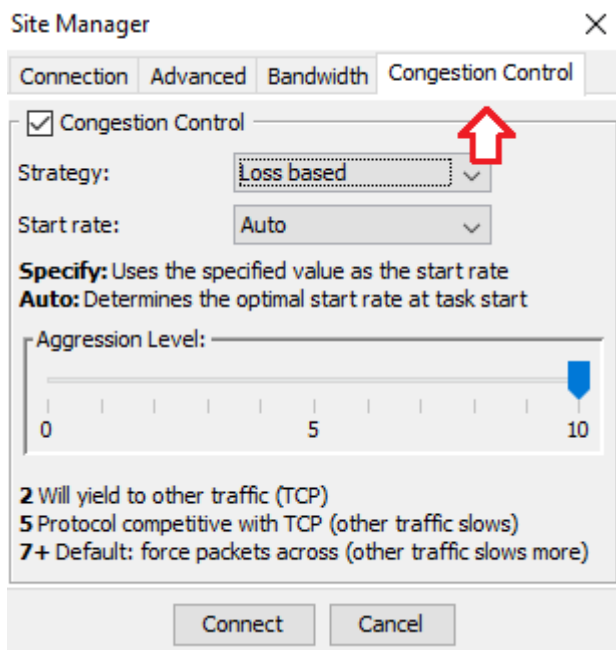 Site Manager
Connection Advanced Bandwidth Congestion Control
Congestion Control
Strategy: Loss based
Start rate: Auto
Specify: Uses the specified value as the start rate
Auto: Determines the optimal start rate at task start
Aggression Level:
0 5 10
2 Will yield to other traffic (TCP)
5 Protocol competitive with TCP (other traffic slows)
7+ Default: force packets across (other traffic slows more)
Connect Cancel